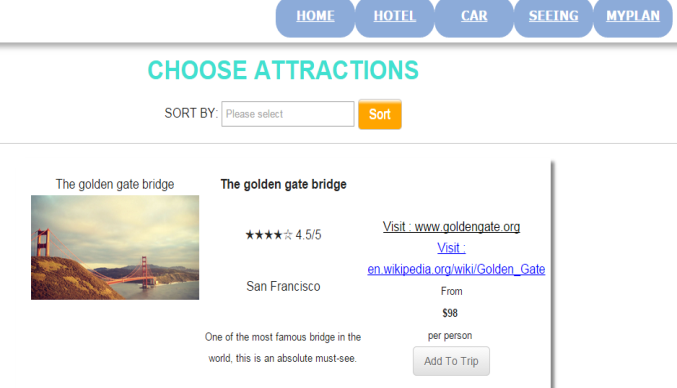 HOME HOTEL CAR SEEING MYPLAN
CHOOSE ATTRACTIONS
SORT BY: Please select Sort
The golden gate bridge
The golden gate bridge
★★★★☆ 4.5/5
San Francisco
One of the most famous bridge in the
world, this is an absolute must-see.
Visit : www.goldengate.org
Visit :
en.wikipedia.org/wiki/Golden_Gate
From
$98
per person
Add To Trip